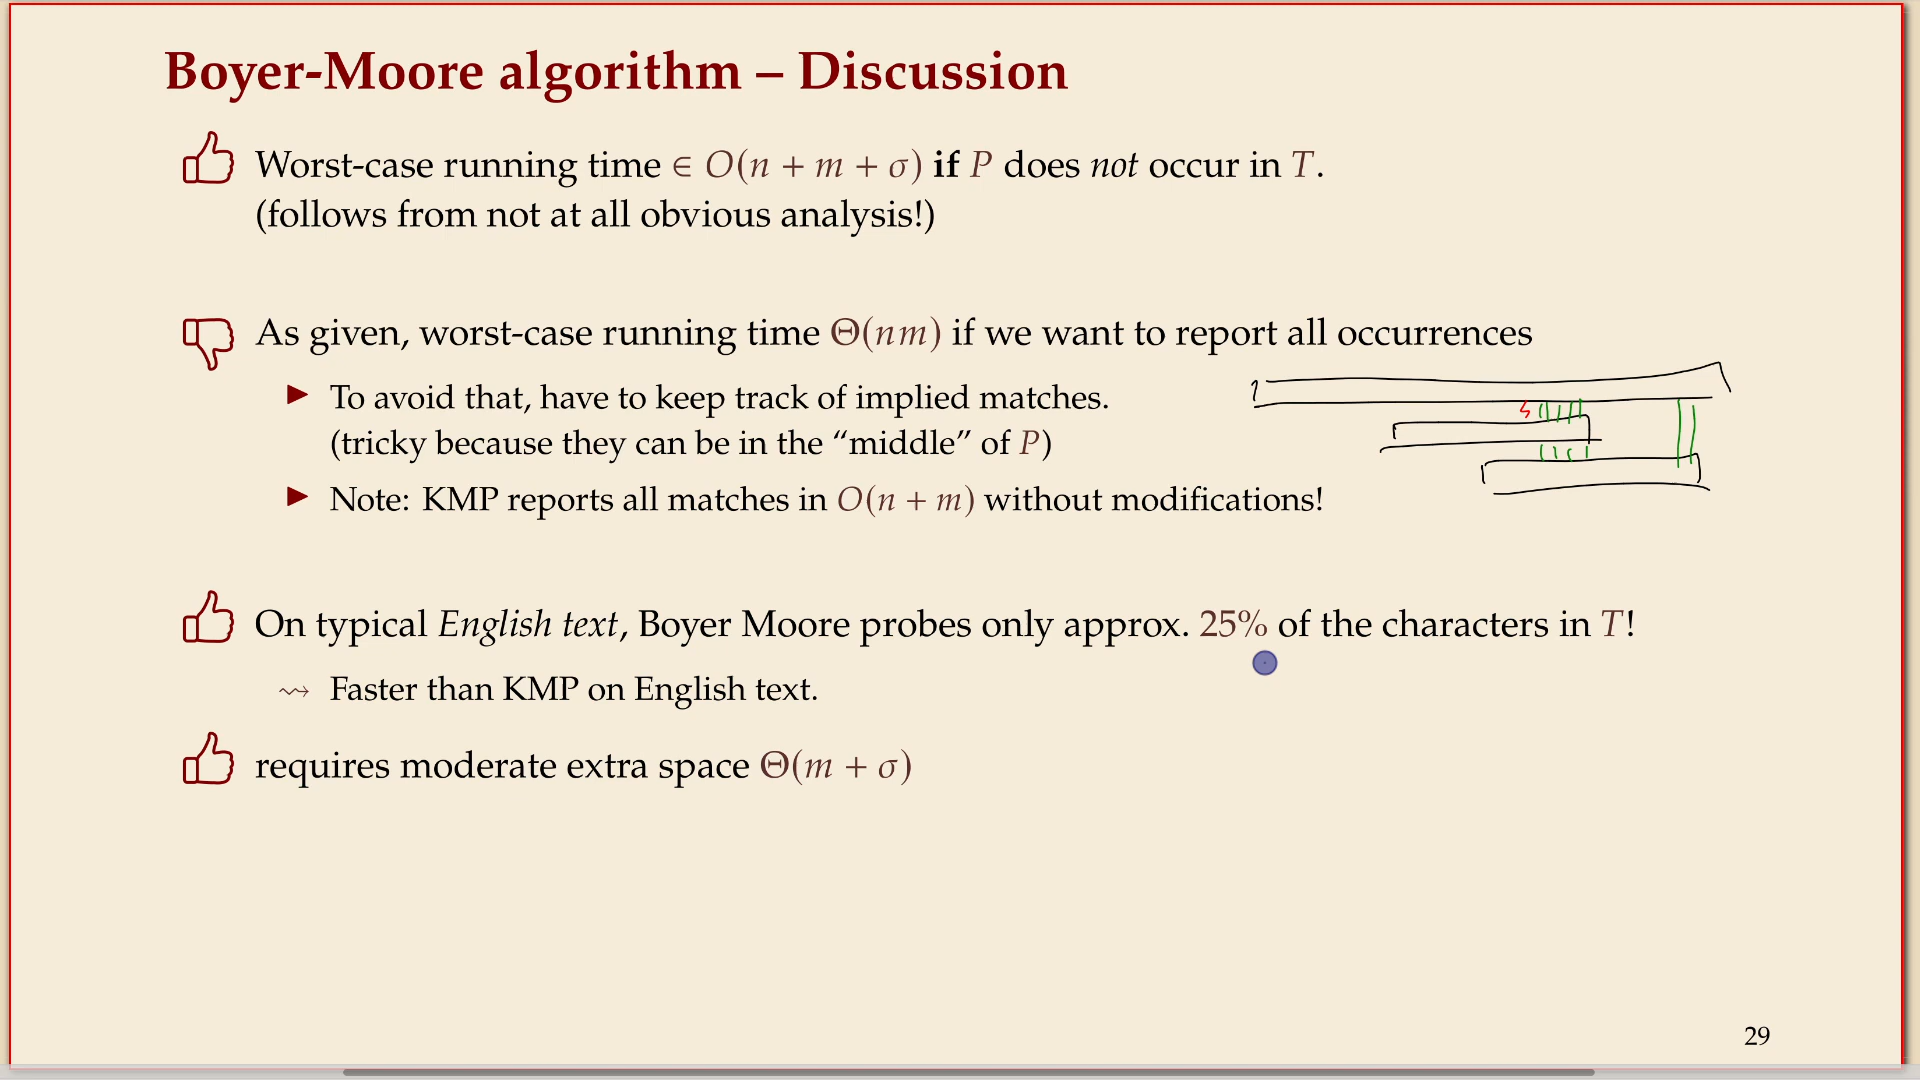 Boyer-Moore algorithm – Discussion
Worst-case running time ∈ O(n + m + σ) if P does not occur in T.
(follows from not at all obvious analysis!)
As given, worst-case running time Θ(nm) if we want to report all occurrences
▶ To avoid that, have to keep track of implied matches.
(tricky because they can be in the “middle” of P)
▶ Note: KMP reports all matches in O(n + m) without modifications!
On typical English text, Boyer Moore probes only approx. 25% of the characters in T!
⇝ Faster than KMP on English text.
requires moderate extra space Θ(m + σ)
29